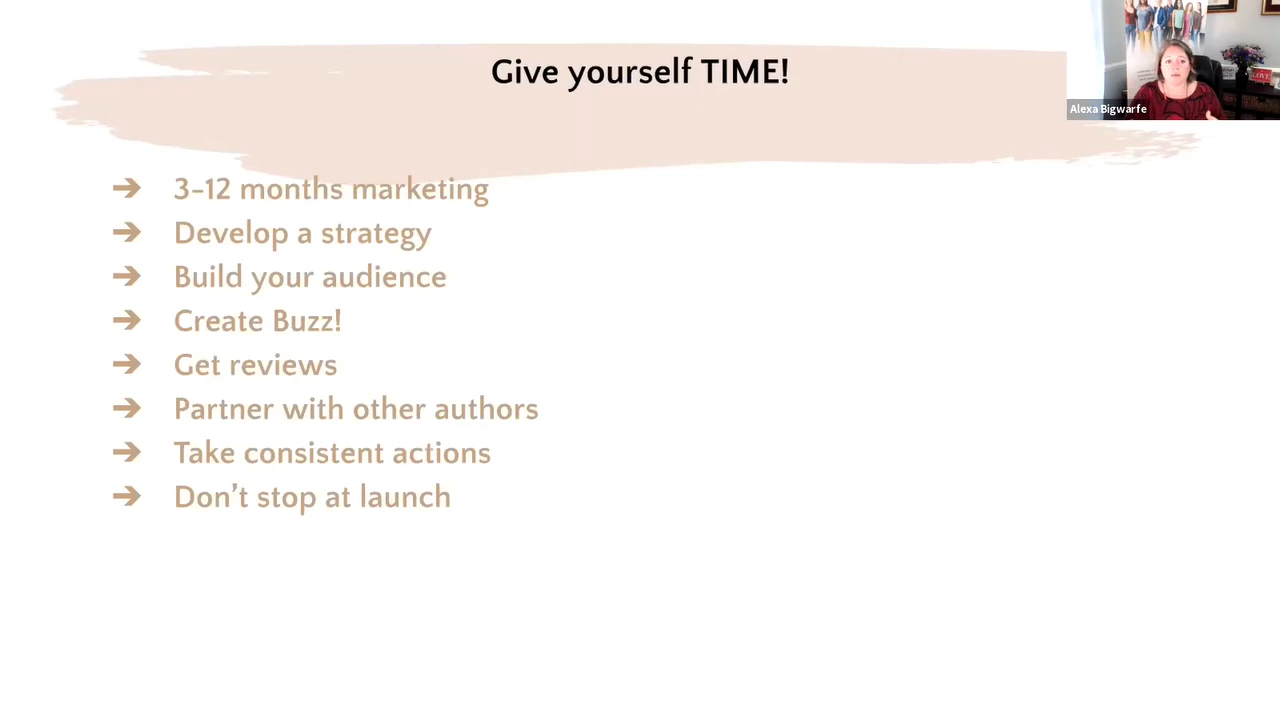 Give yourself TIME!
Alexa Bigwarfe
➔ 3-12 months marketing
➔ Develop a strategy
➔ Build your audience
➔ Create Buzz!
➔ Get reviews
➔ Partner with other authors
➔ Take consistent actions
➔ Don’t stop at launch